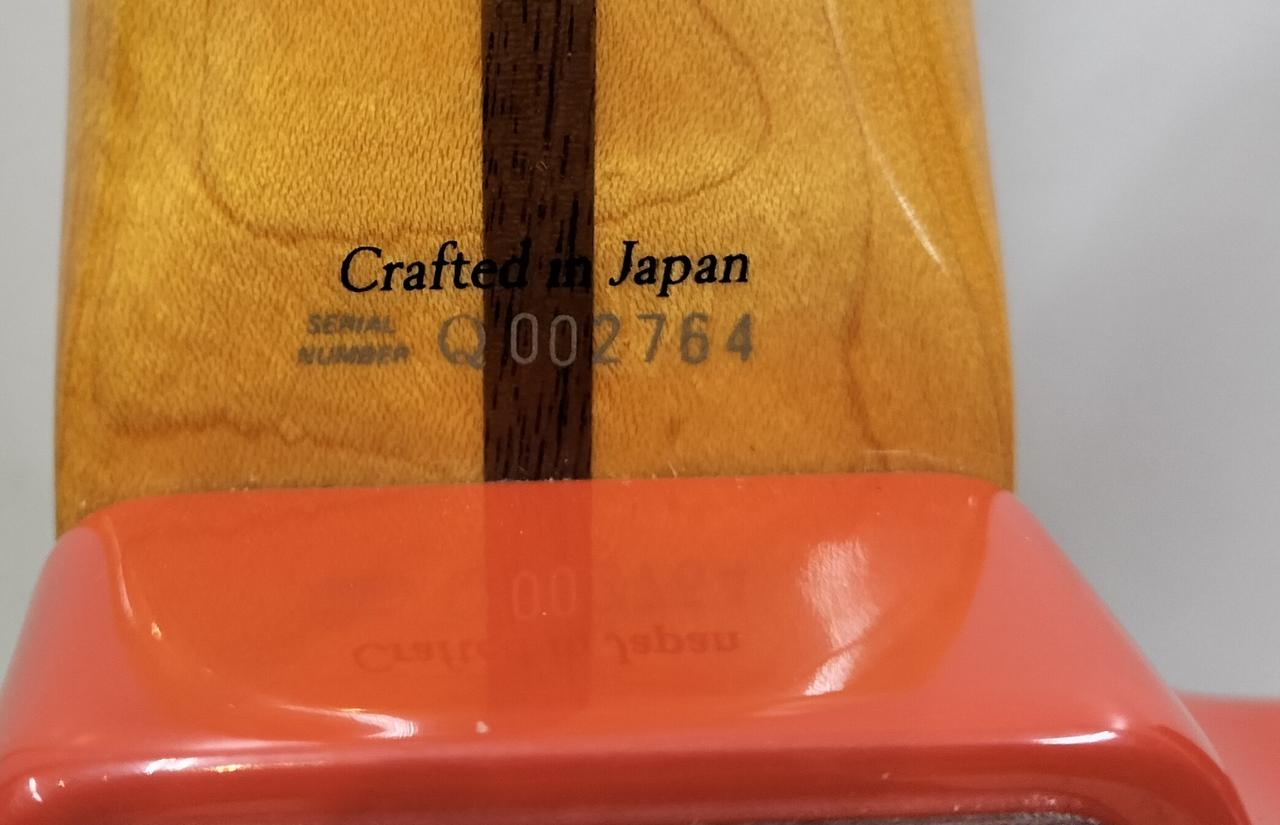 Crafted in Japan
SERIAL NUMBER Q002764